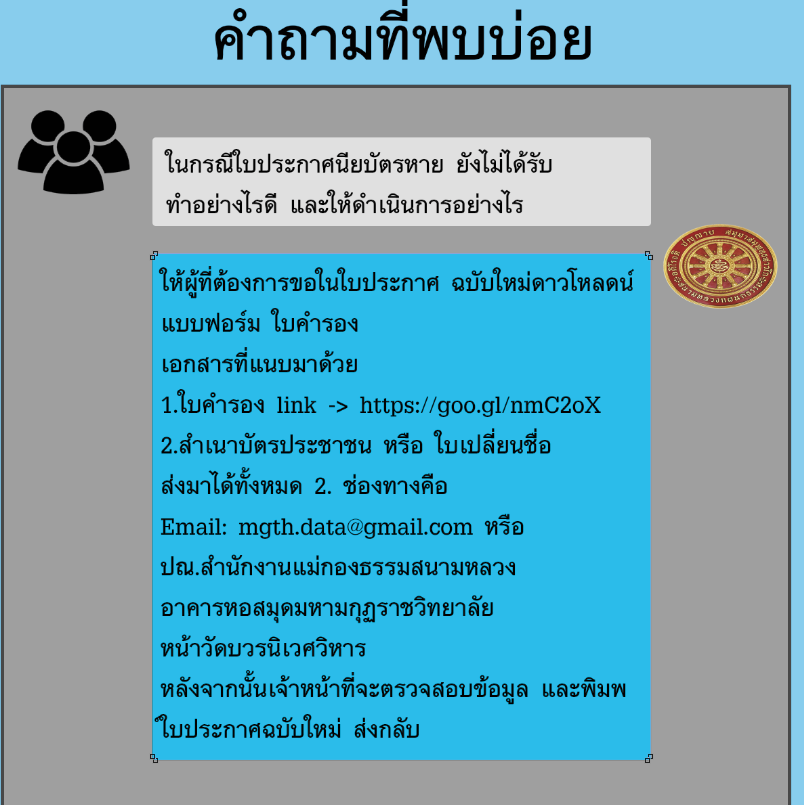 คำถามที่พบบ่อย
ในกรณีใบประกาศนียบัตรหาย ยังไม่ได้รับ
ทำอย่างไรดี และให้ดำเนินการอย่างไร
ให้ผู้ที่ต้องการขอในใบประกาศ ฉบับใหม่ดาวโหลดน์
แบบฟอร์ม ใบคำรอง
เอกสารที่แนบมาด้วย
1.ใบคำรอง link -> https://goo.gl/nmC2oX
2.สำเนาบัตรประชาชน หรือ ใบเปลี่ยนชื่อ
ส่งมาได้ทั้งหมด 2. ช่องทางคือ
Email: mgth.data@gmail.com หรือ
ปณ.สำนักงานแม่กองธรรมสนามหลวง
อาคารหอสมุดมหามกุฏราชวิทยาลัย
หน้าวัดบวรนิเวศวิหาร
หลังจากนั้นเจ้าหน้าที่จะตรวจสอบข้อมูล และพิมพ
์ใบประกาศฉบับใหม่ ส่งกลับ